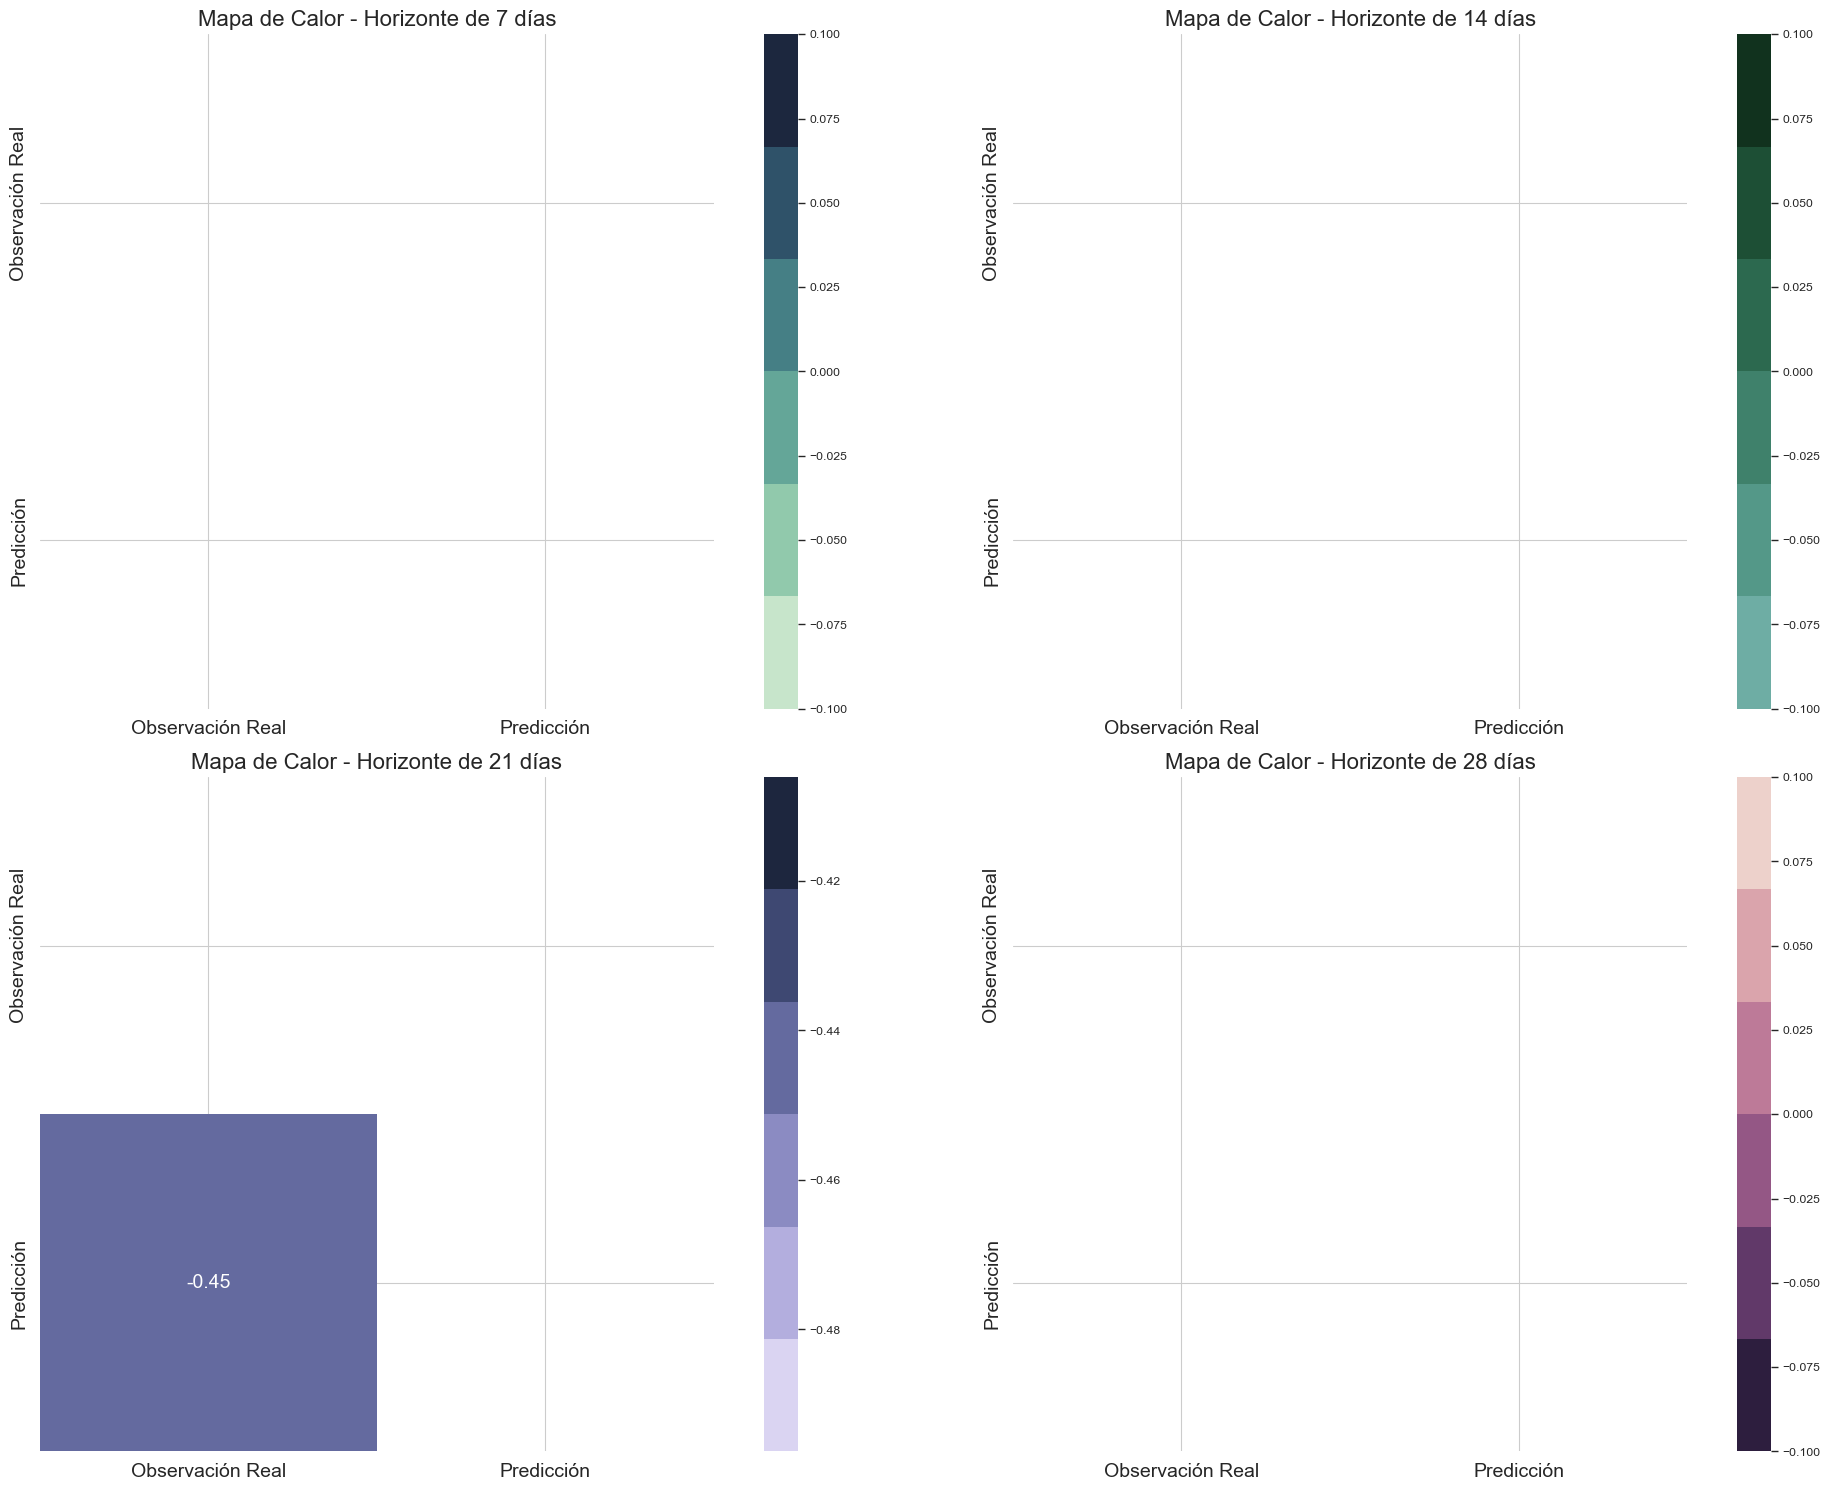 Mapa de Calor - Horizonte de 7 días
Observación Real
Predicción
Observación Real
Predicción
0.100
0.075
0.050
0.025
0.000
−0.025
−0.050
−0.075
−0.100
Mapa de Calor - Horizonte de 14 días
Observación Real
Predicción
Observación Real
Predicción
0.100
0.075
0.050
0.025
0.000
−0.025
−0.050
−0.075
−0.100
Mapa de Calor - Horizonte de 21 días
Observación Real
Predicción
-0.45
Observación Real
Predicción
−0.42
−0.44
−0.46
−0.48
Mapa de Calor - Horizonte de 28 días
Observación Real
Predicción
Observación Real
Predicción
0.100
0.075
0.050
0.025
0.000
−0.025
−0.050
−0.075
−0.100